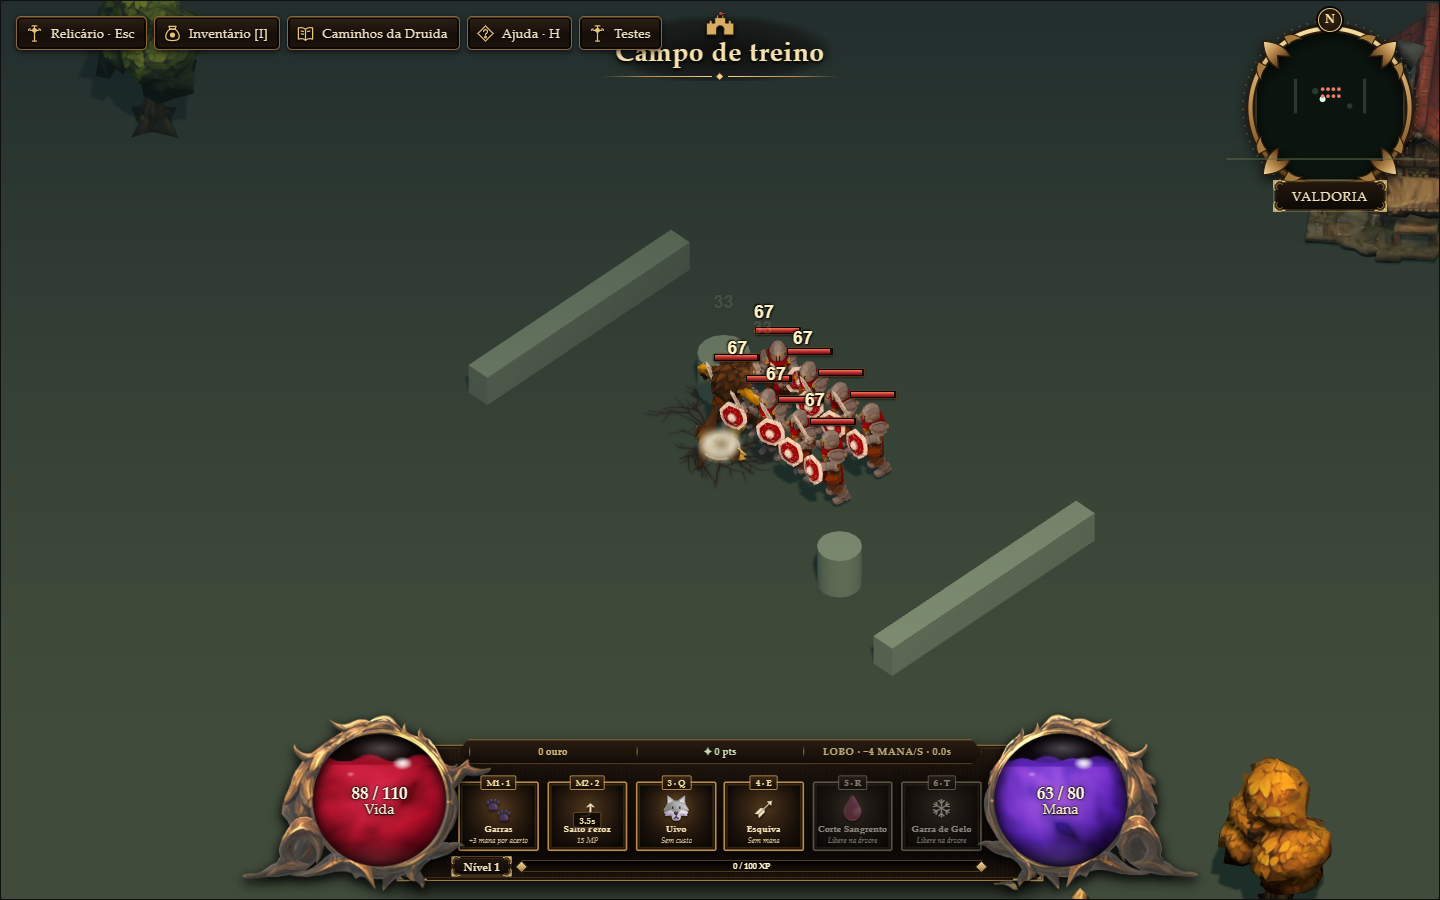 Relicário · Esc
Inventário [I]
Caminhos da Druida
Ajuda · H
Testes
Campo de treino
N
VALDORIA
33
67
67
67
67
67
88 / 110
Vida
0 ouro
✦ 0 pts
LOBO · −4 MANA/S · 0.0s
M1 · 1
Garras
+3 mana por acerto
M2 · 2
3.5s
Salto Feroz
15 MP
3 · Q
Uivo
Sem custo
4 · E
Esquiva
Sem mana
5 · R
Corte Sangrento
Libere na árvore
6 · T
Garra de Gelo
Libere na árvore
63 / 80
Mana
Nível 1
0 / 100 XP